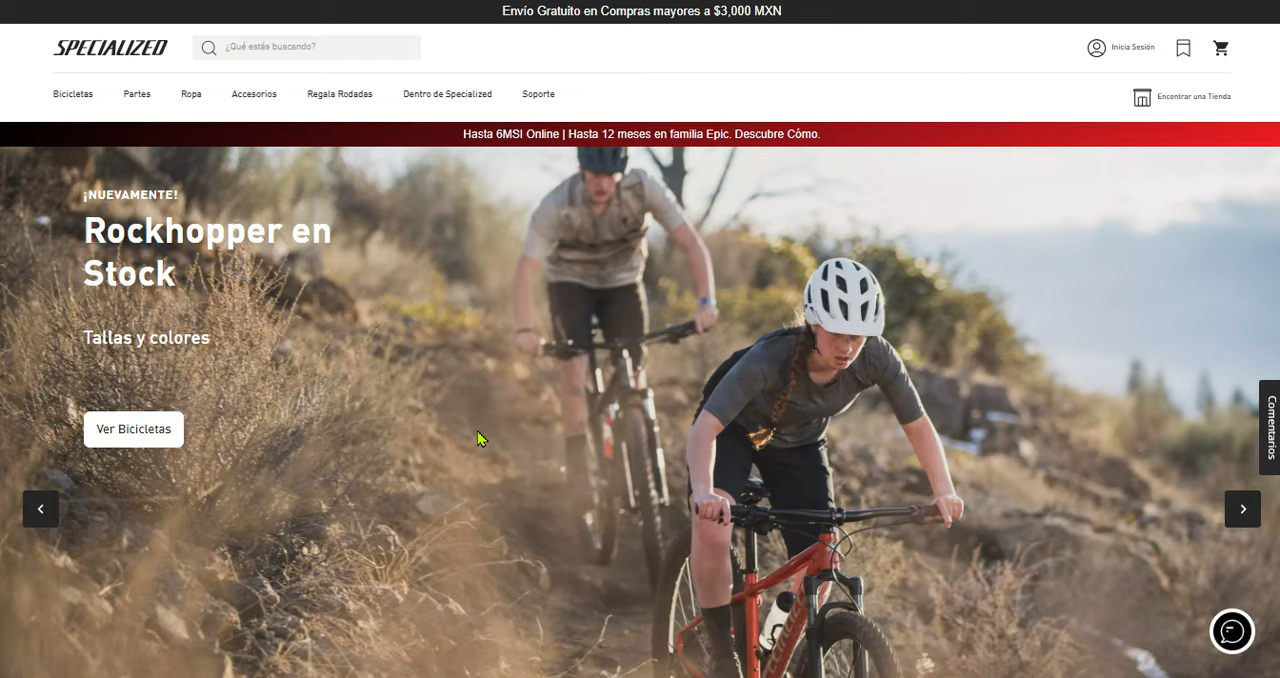 Envío Gratuito en Compras mayores a $3,000 MXN
SPECIALIZED
¿Qué estás buscando?
Inicia Sesión
Bicicletas
Partes
Ropa
Accesorios
Regala Rodadas
Dentro de Specialized
Soporte
Encontrar una Tienda
Hasta 6MSI Online | Hasta 12 meses en familia Epic. Descubre Cómo.
¡NUEVAMENTE!
Rockhopper en
Stock
Tallas y colores
Ver Bicicletas
Comentarios